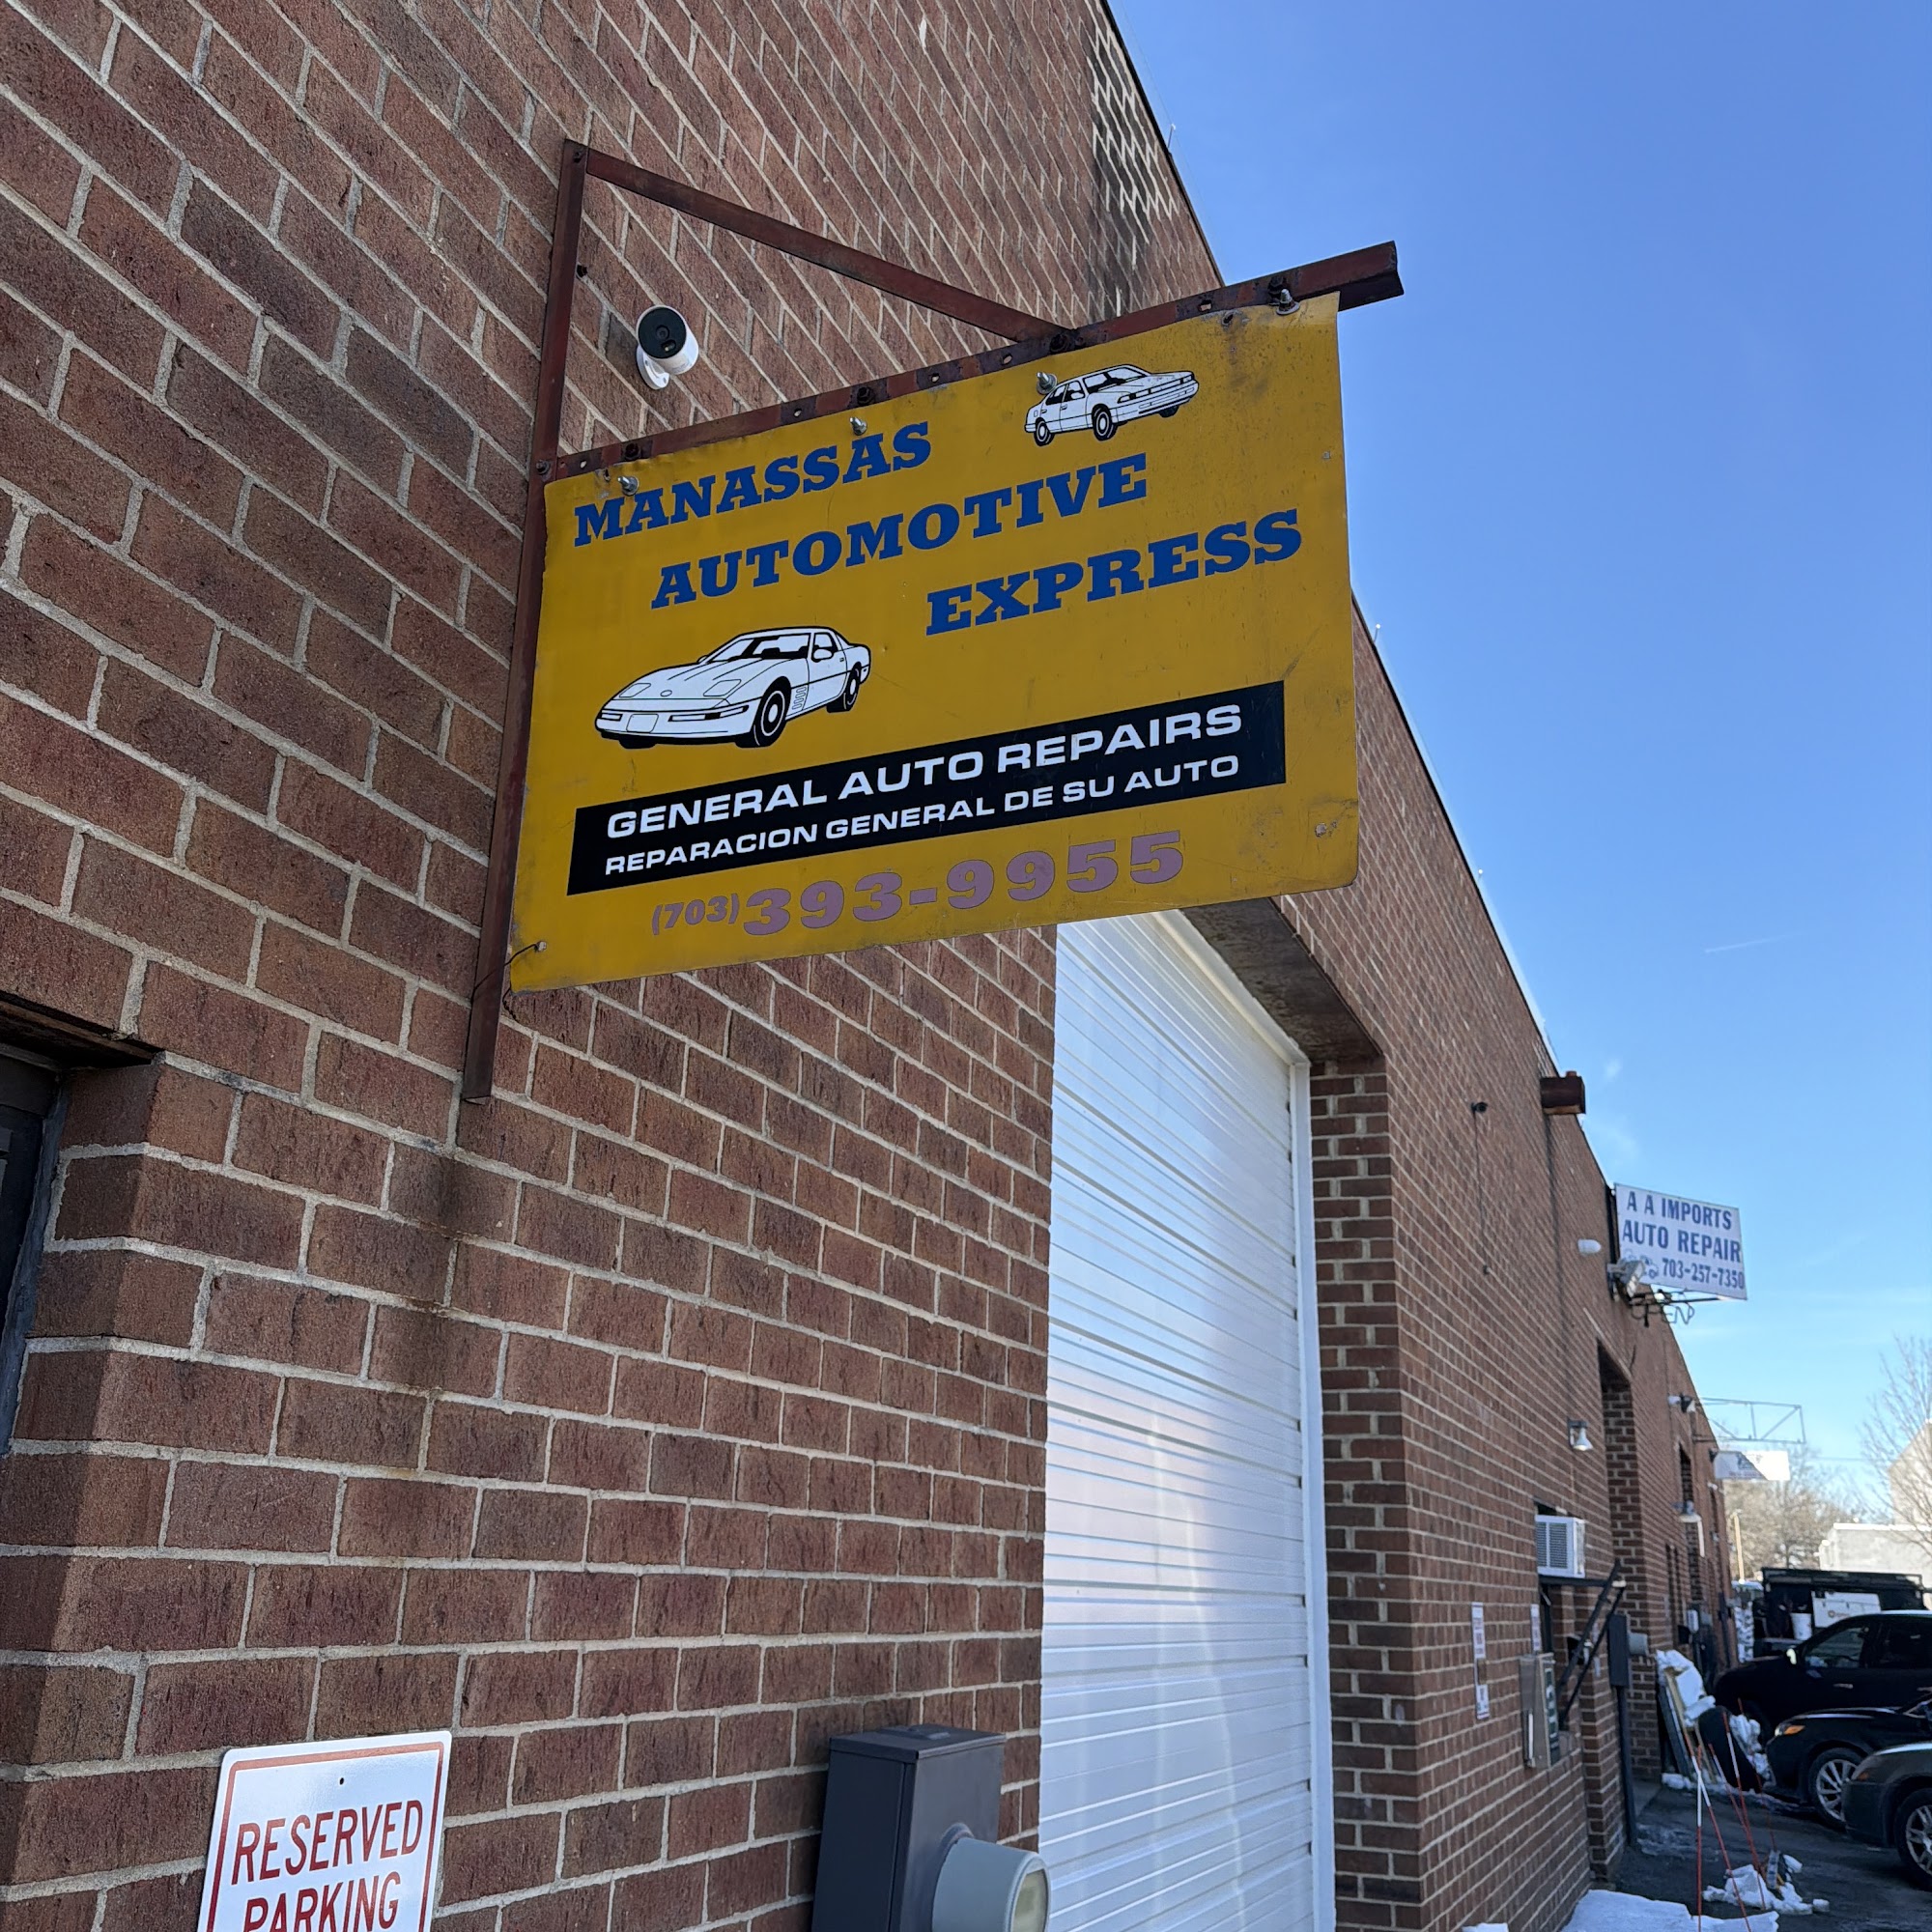 MANASSAS
AUTOMOTIVE
EXPRESS
GENERAL AUTO REPAIRS
REPARACION GENERAL DE SU AUTO
(703)393-9955
A A IMPORTS
AUTO REPAIR
703-257-7350
RESERVED
PARKING